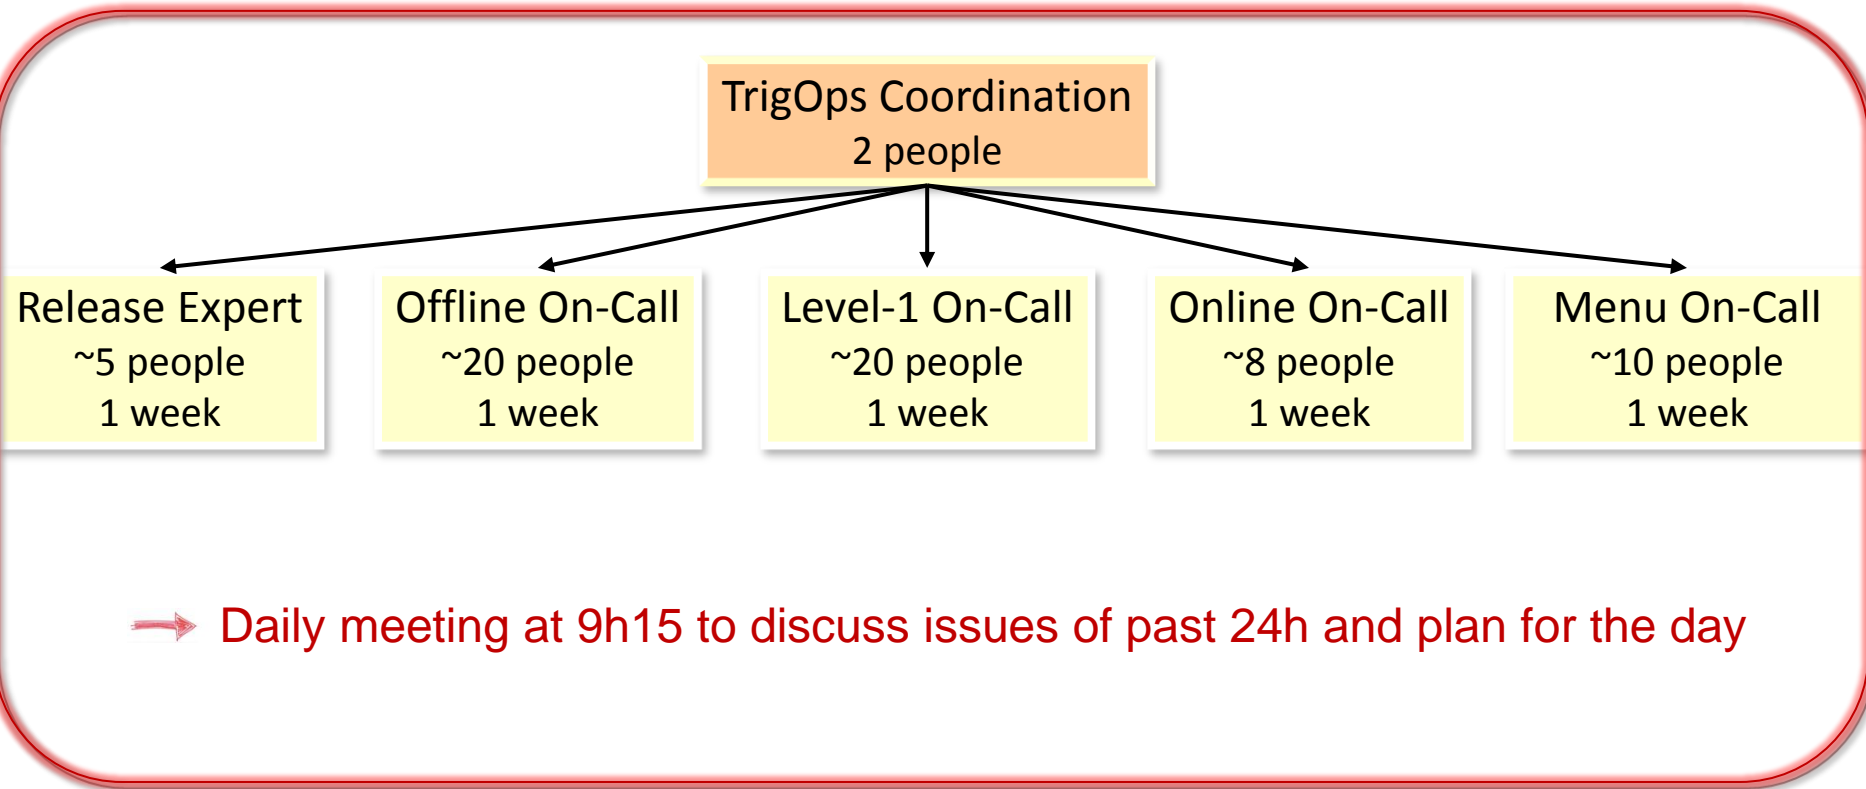 TrigOps Coordination
2 people
Release Expert
~5 people
1 week
Offline On-Call
~20 people
1 week
Level-1 On-Call
~20 people
1 week
Online On-Call
~8 people
1 week
Menu On-Call
~10 people
1 week
Daily meeting at 9h15 to discuss issues of past 24h and plan for the day